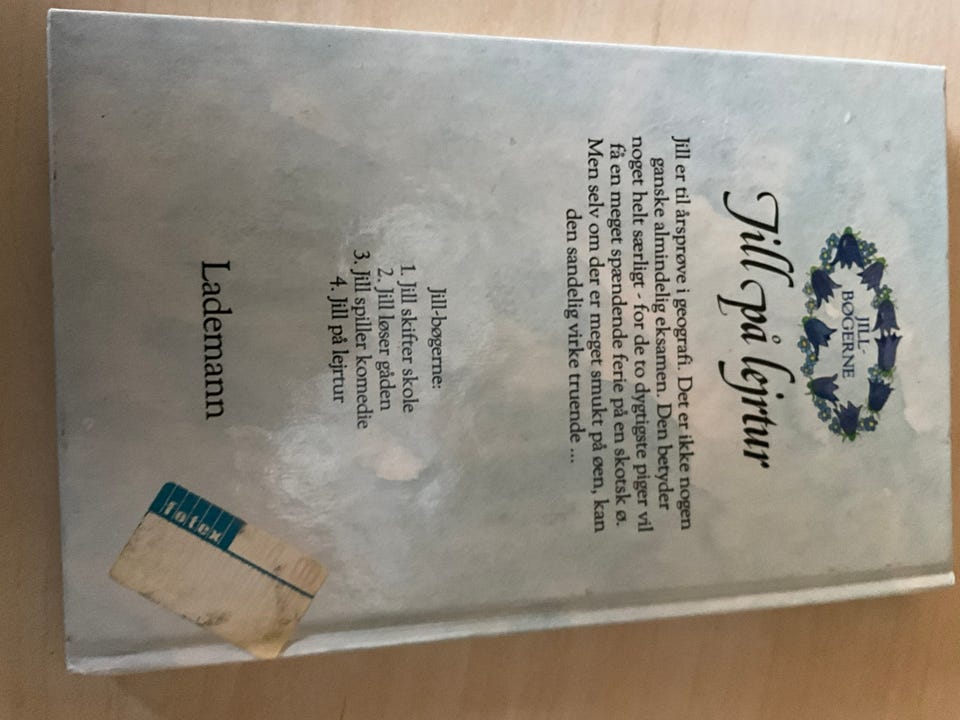 JILL-
BØGERNE
Jill på lejrtur
Jill er til årsprøve i geografi. Det er ikke nogen
ganske almindelig eksamen. Den betyder
noget helt særligt - for de to dygtigste piger vil
få en meget spændende ferie på en skotsk ø.
Men selv om der er meget smukt på øen, kan
den sandelig virke truende ...
Jill-bøgerne:
1. Jill skifter skole
2. Jill løser gåden
3. Jill spiller komedie
4. Jill på lejrtur
Lademann
føtex